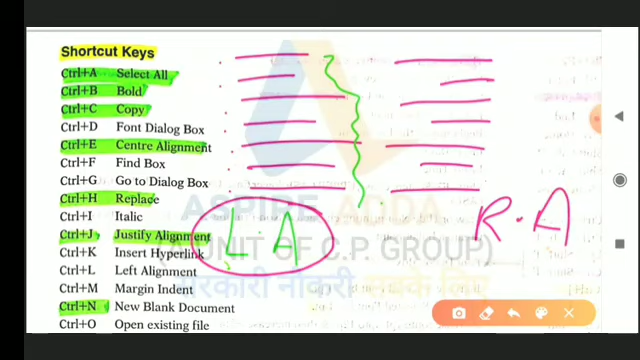 Shortcut Keys
Ctrl+A Select All
Ctrl+B Bold
Ctrl+C Copy
Ctrl+D Font Dialog Box
Ctrl+E Centre Alignment
Ctrl+F Find Box
Ctrl+G Go to Dialog Box
Ctrl+H Replace
Ctrl+I Italic
Ctrl+J Justify Alignment
Ctrl+K Insert Hyperlink
Ctrl+L Left Alignment
Ctrl+M Margin Indent
Ctrl+N New Blank Document
Ctrl+O Open existing file
L.A
R.A
ASPIRE ADDA
(A UNIT OF C.P GROUP)
सरकारी नौकरी सबके लिए